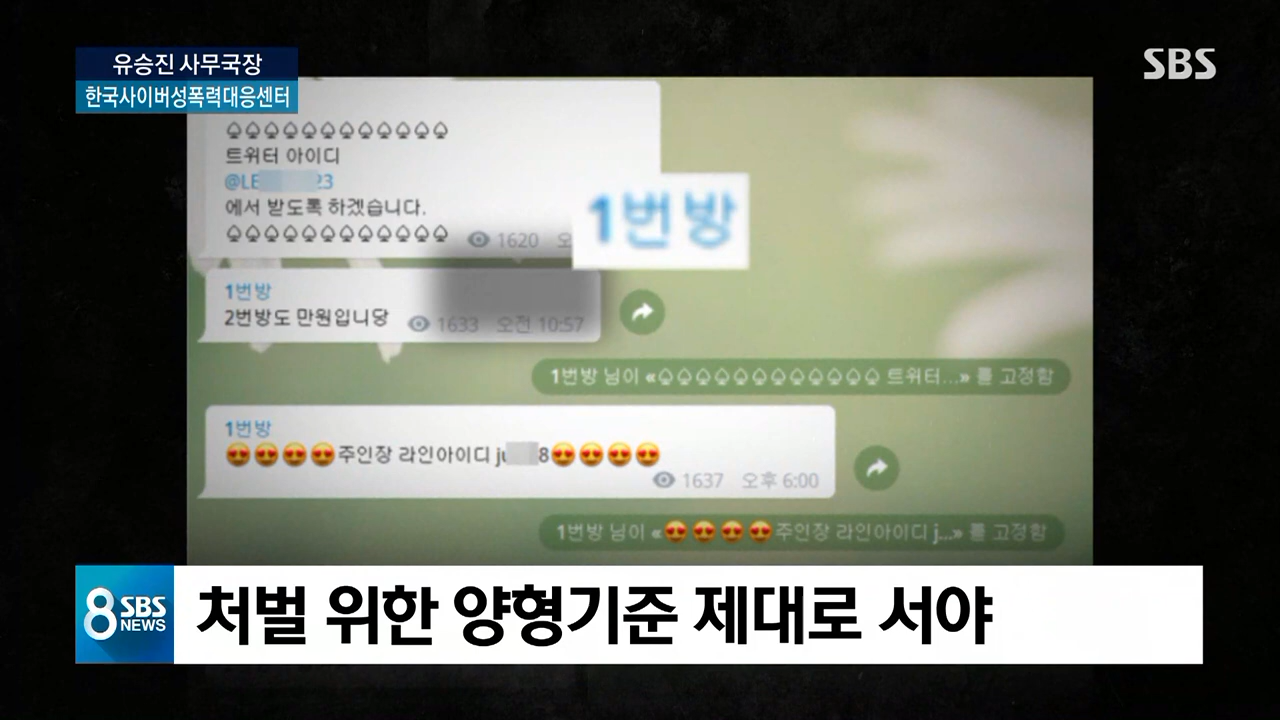 유승진 사무국장
한국사이버성폭력대응센터
SBS
♤♤♤♤♤♤♤♤♤♤♤♤
트위터 아이디
@LE 23
에서 받도록 하겠습니다.
♤♤♤♤♤♤♤♤♤♤♤♤ 1620 오
1번방
1번방
2번방도 만원입니당 1633 오전 10:57
1번방 님이 «♤♤♤♤♤♤♤♤♤♤♤♤ 트위터...» 를 고정함
1번방
😍😍😍😍주인장 라인아이디 ju 8😍😍😍😍
1637 오후 6:00
1번방 님이 «😍😍😍😍주인장 라인아이디 j...» 를 고정함
8 SBS NEWS
처벌 위한 양형기준 제대로 서야